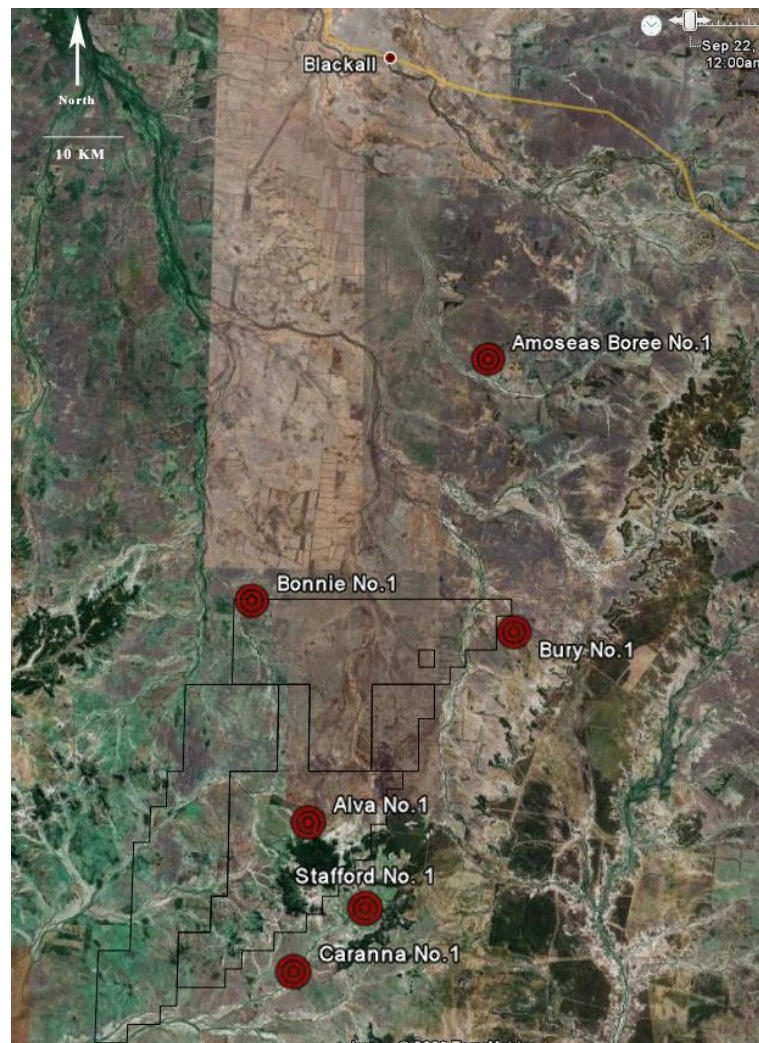 Sep 22,
12:00am
Blackall
North
10 KM
Amoseas Boree No.1
Bonnie No.1
Bury No.1
Alva No.1
Stafford No. 1
Caranna No.1